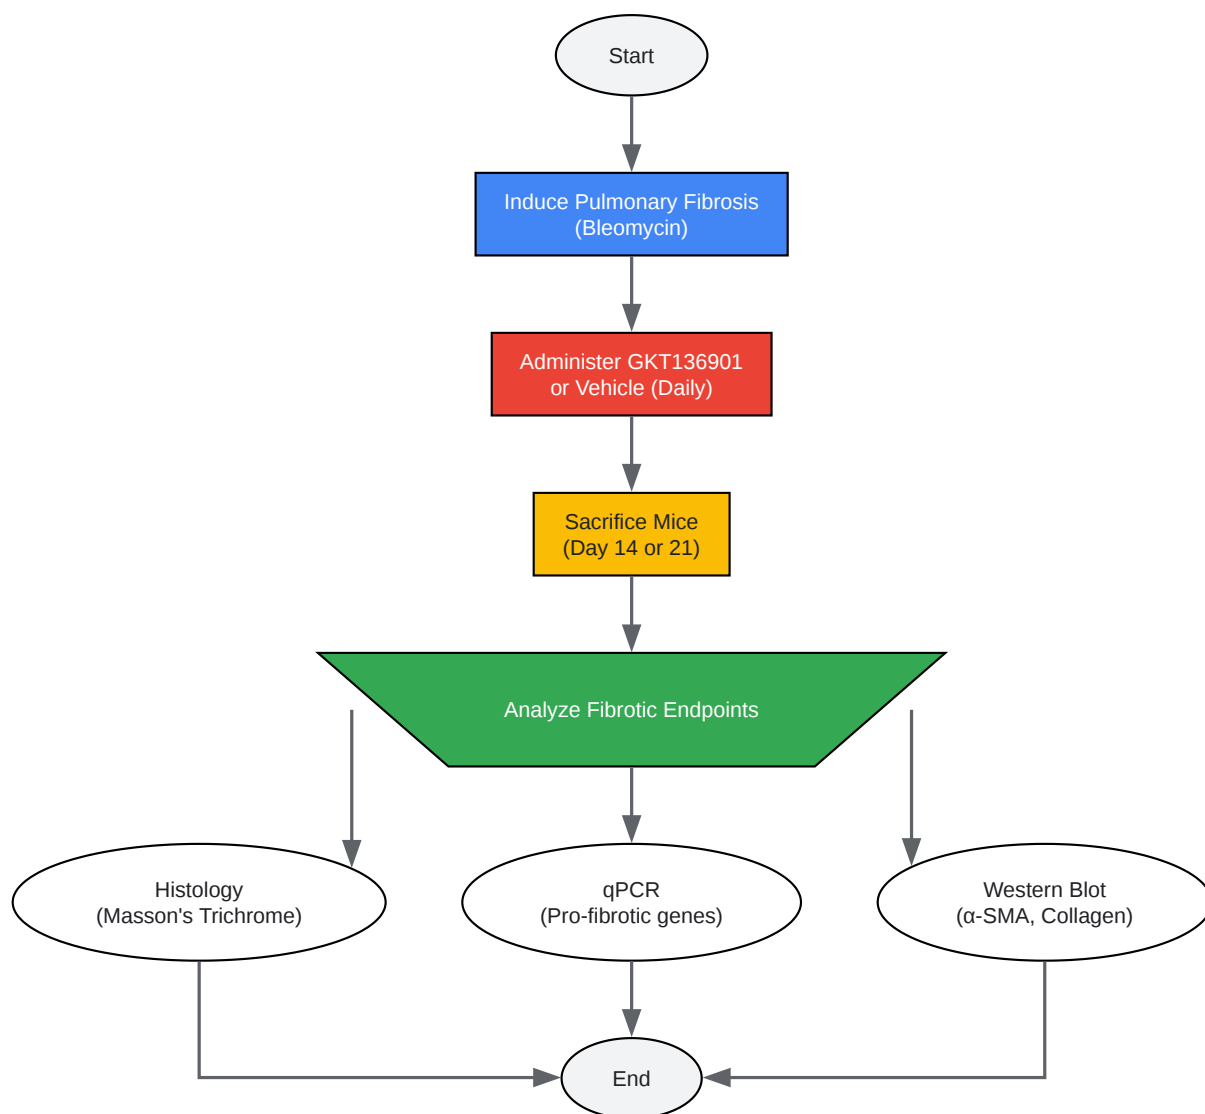 Start
Induce Pulmonary Fibrosis
(Bleomycin)
Administer GKT136901
or Vehicle (Daily)
Sacrifice Mice
(Day 14 or 21)
Analyze Fibrotic Endpoints
Histology
(Masson's Trichrome)
qPCR
(Pro-fibrotic genes)
Western Blot
(α-SMA, Collagen)
End